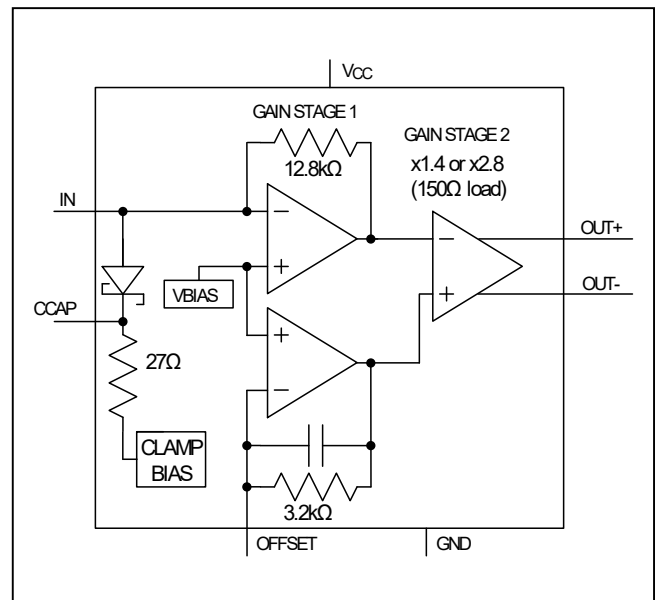 VCC
GAIN STAGE 1
12.8kΩ
GAIN STAGE 2
x1.4 or x2.8
(150Ω load)
IN
−
−
OUT+
+
VBIAS
+
OUT-
CCAP
+
27Ω
−
CLAMP
BIAS
3.2kΩ
OFFSET
GND